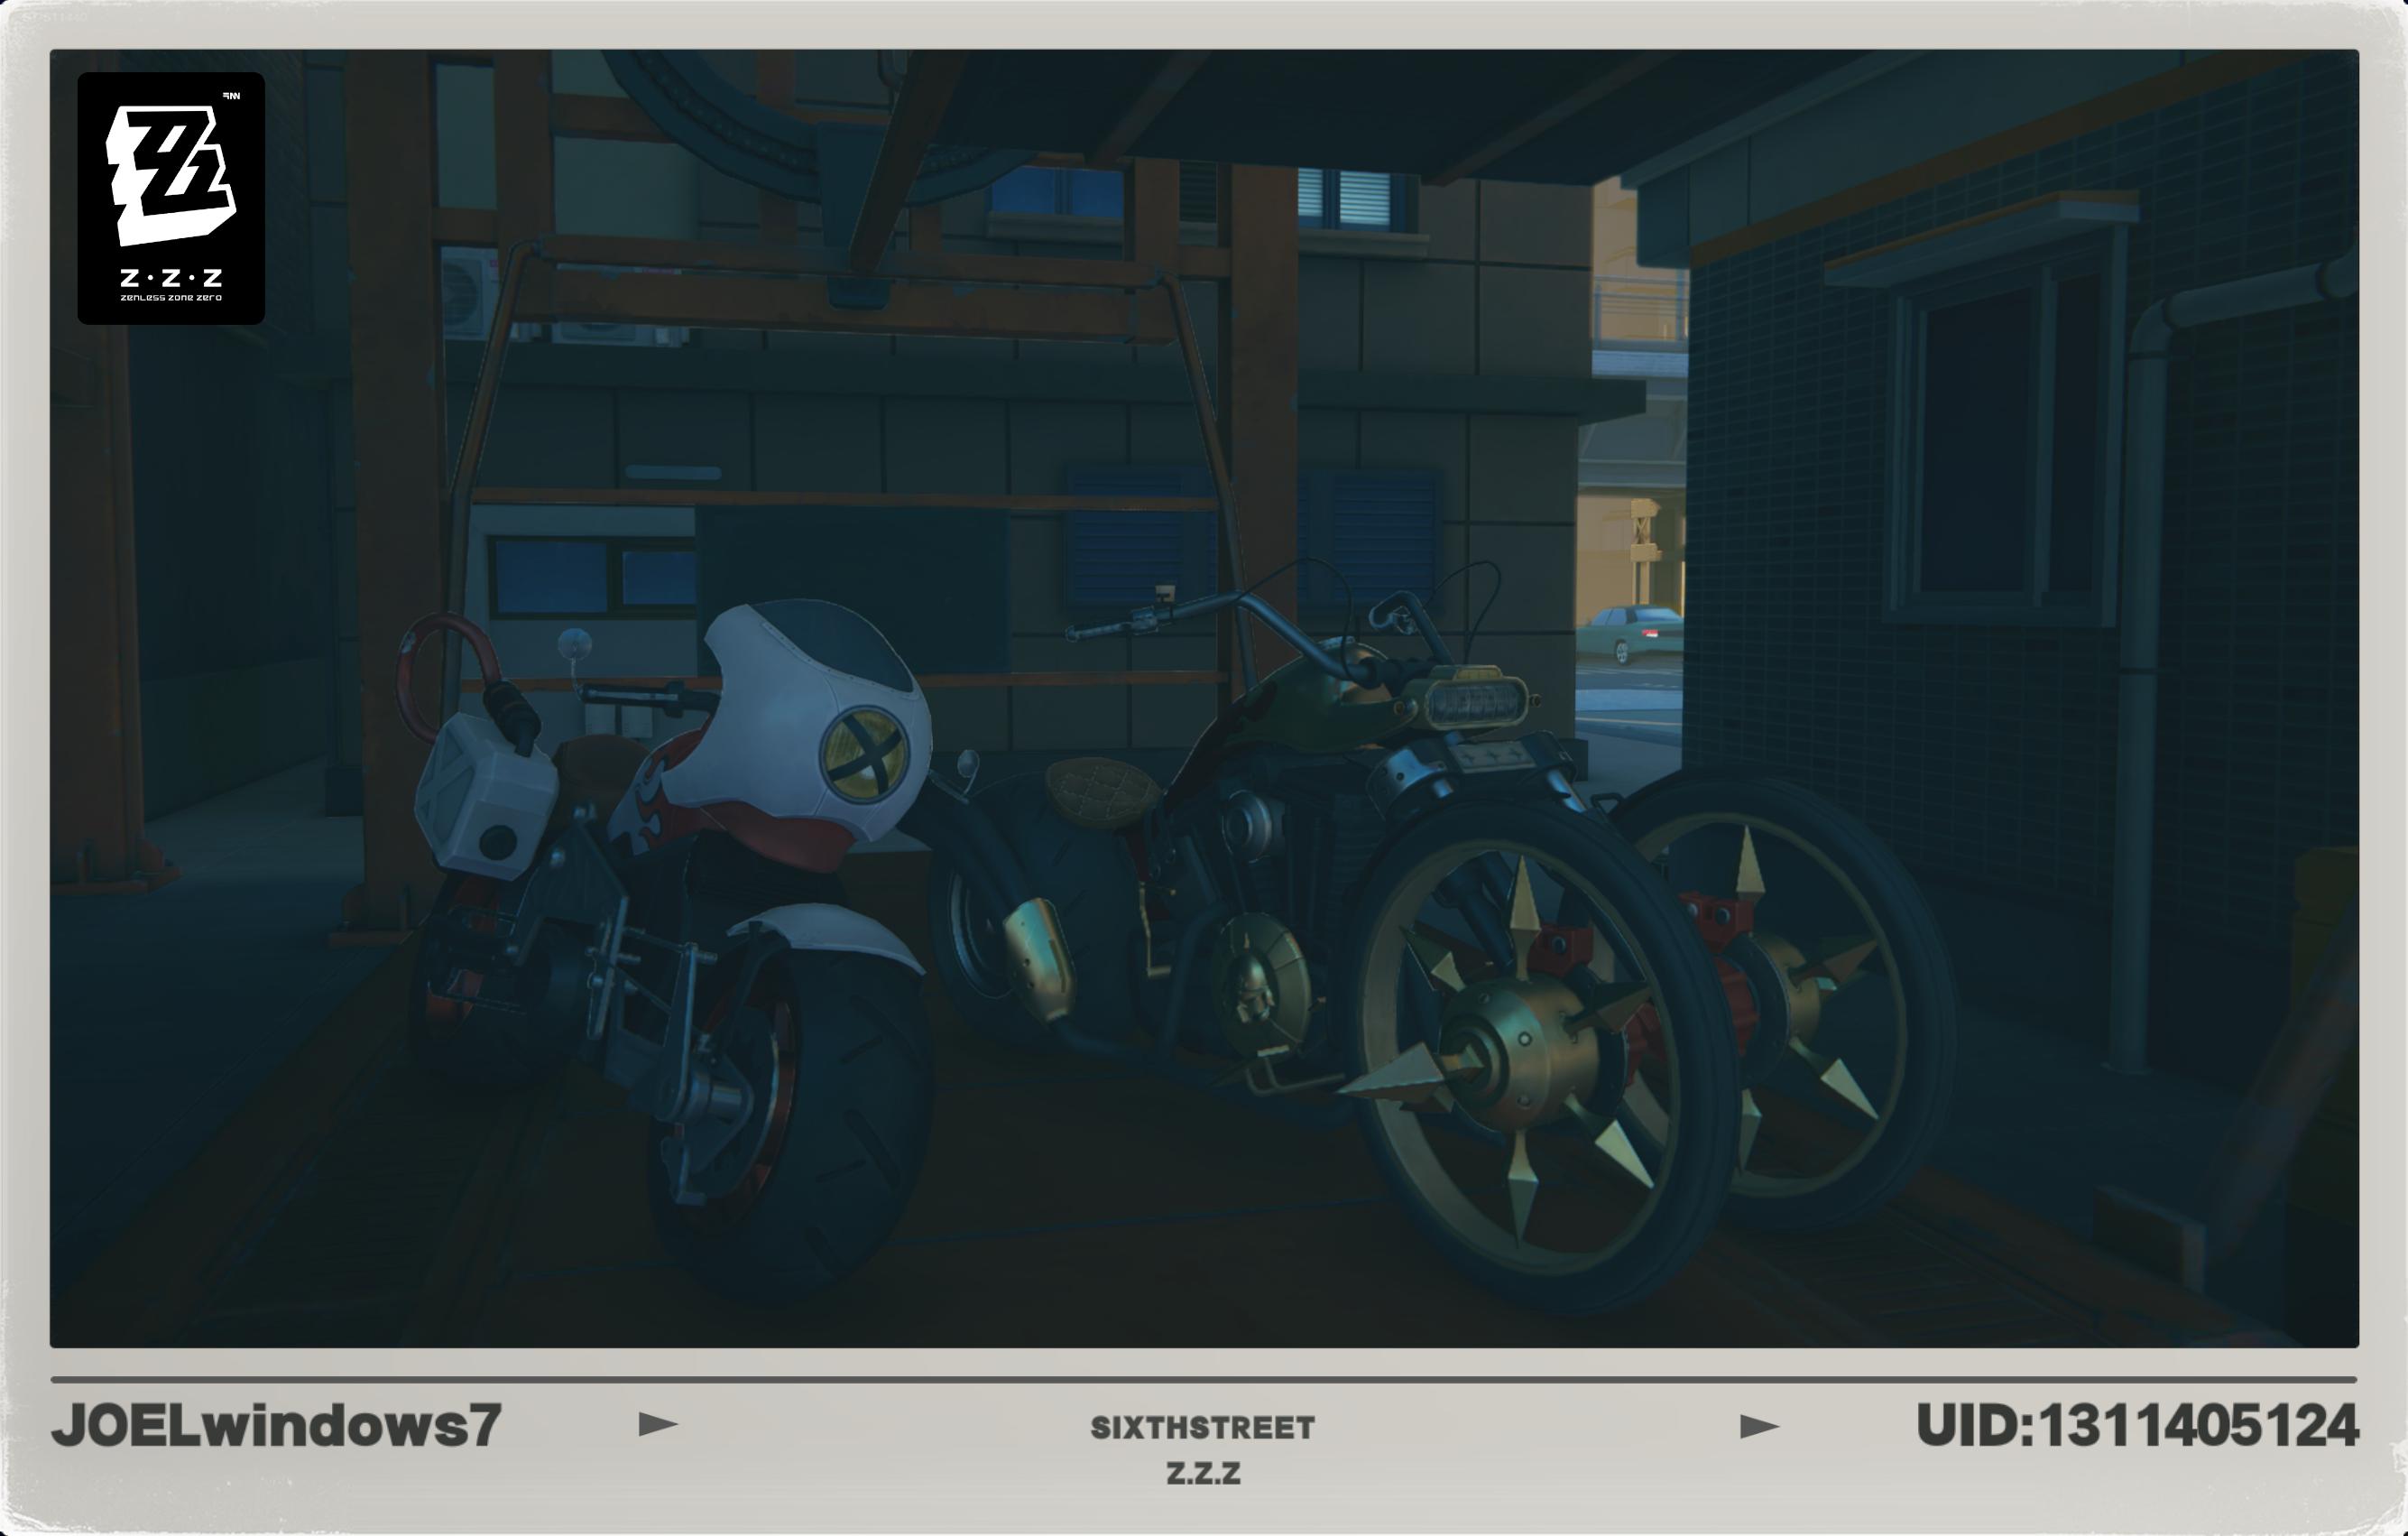 Z·Z·Z
ZENLESS ZONE ZERO
JOELwindows7
SIXTHSTREET
Z.Z.Z
UID:1311405124